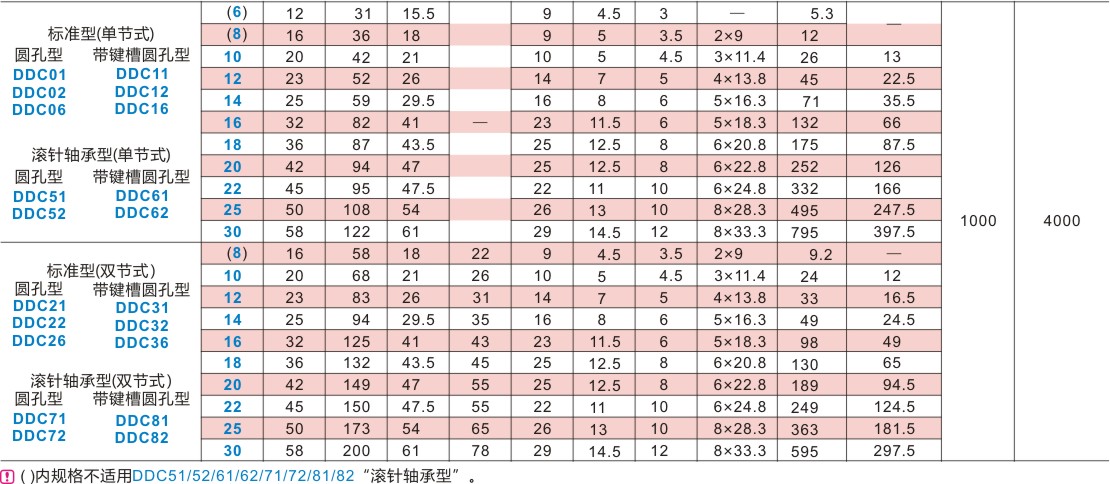 标准型(单节式)
圆孔型 带键槽圆孔型
DDC01 DDC11
DDC02 DDC12
DDC06 DDC16
滚针轴承型(单节式)
圆孔型 带键槽圆孔型
DDC51 DDC61
DDC52 DDC62
(6) 12 31 15.5 9 4.5 3 — 5.3 —
(8) 16 36 18 9 5 3.5 2×9 12
10 20 42 21 10 5 4.5 3×11.4 26 13
12 23 52 26 14 7 5 4×13.8 45 22.5
14 25 59 29.5 16 8 6 5×16.3 71 35.5
16 32 82 41 — 23 11.5 6 5×18.3 132 66
18 36 87 43.5 25 12.5 8 6×20.8 175 87.5
20 42 94 47 25 12.5 8 6×22.8 252 126
22 45 95 47.5 22 11 10 6×24.8 332 166
25 50 108 54 26 13 10 8×28.3 495 247.5
30 58 122 61 29 14.5 12 8×33.3 795 397.5
1000 4000
标准型(双节式)
圆孔型 带键槽圆孔型
DDC21 DDC31
DDC22 DDC32
DDC26 DDC36
滚针轴承型(双节式)
圆孔型 带键槽圆孔型
DDC71 DDC81
DDC72 DDC82
(8) 16 58 18 22 9 4.5 3.5 2×9 9.2 —
10 20 68 21 26 10 5 4.5 3×11.4 24 12
12 23 83 26 31 14 7 5 4×13.8 33 16.5
14 25 94 29.5 35 16 8 6 5×16.3 49 24.5
16 32 125 41 43 23 11.5 6 5×18.3 98 49
18 36 132 43.5 45 25 12.5 8 6×20.8 130 65
20 42 149 47 55 25 12.5 8 6×22.8 189 94.5
22 45 150 47.5 55 22 11 10 6×24.8 249 124.5
25 50 173 54 65 26 13 10 8×28.3 363 181.5
30 58 200 61 78 29 14.5 12 8×33.3 595 297.5
! ( )内规格不适用DDC51/52/61/62/71/72/81/82“滚针轴承型”。